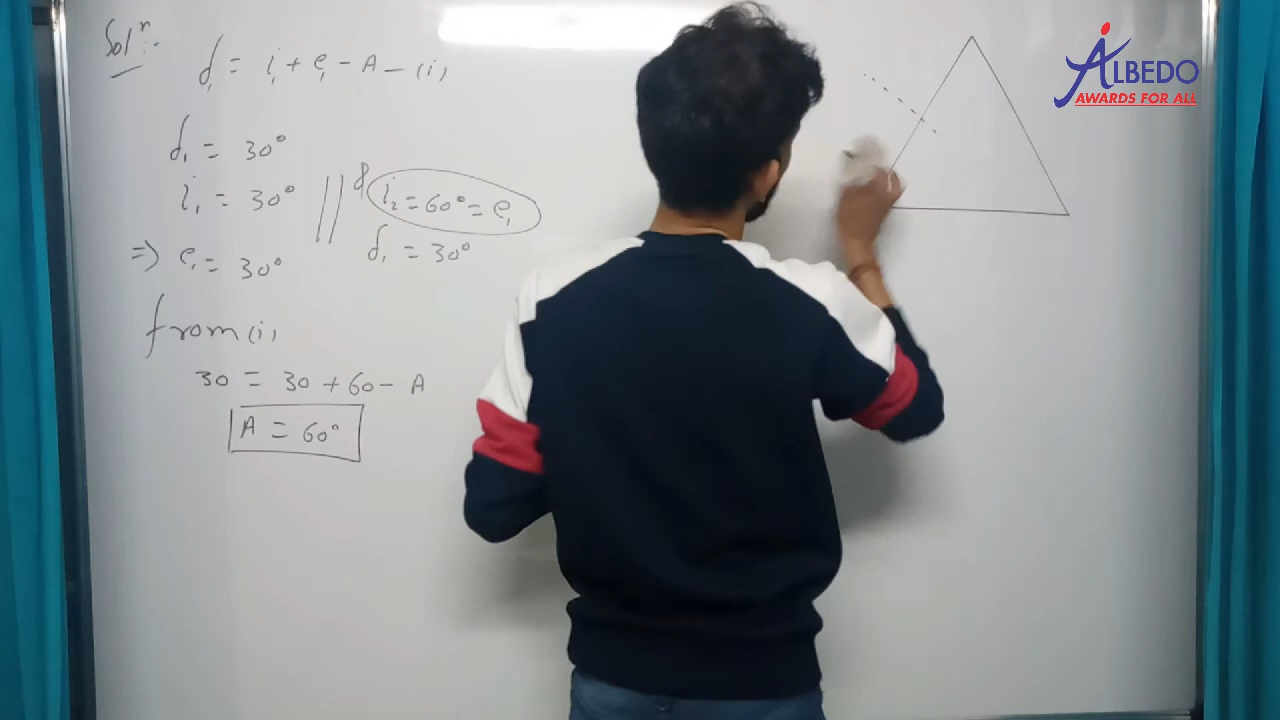 Solⁿ :-
d₁ = i₁ + e₁ - A - (i)
d₁ = 30°
i₁ = 30°
=> e₁ = 30°
& i₂ = 60° = e₁
d₁ = 30°
from (i)
30 = 30 + 60 - A
A = 60°
ALBEDO
AWARDS FOR ALL